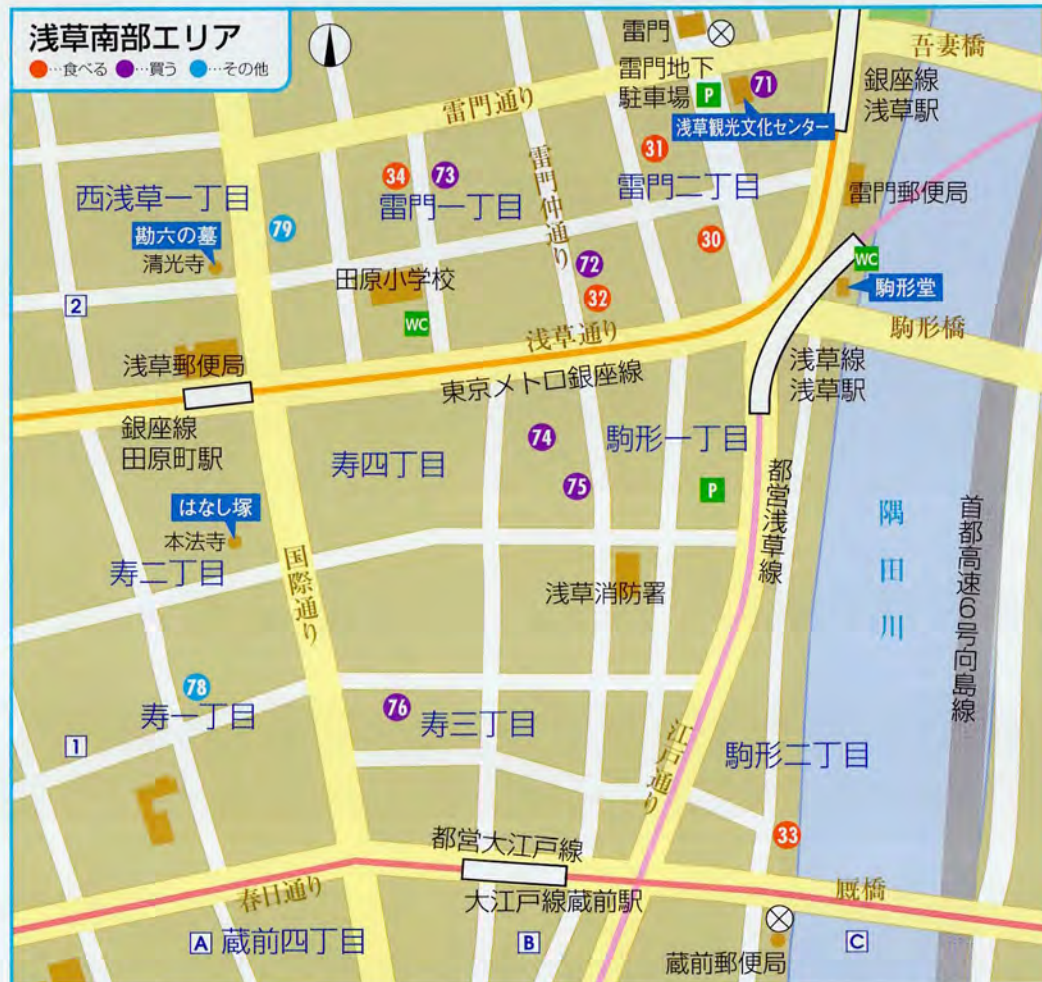 浅草南部エリア
●…食べる ●…買う ●…その他
雷門
吾妻橋
雷門地下
駐車場
P
71
浅草観光文化センター
銀座線
浅草駅
雷門通り
雷門仲通り
31
34
73
雷門一丁目
雷門二丁目
雷門郵便局
西浅草一丁目
勘六の墓
清光寺
79
30
WC
駒形堂
72
32
田原小学校
WC
2
浅草通り
駒形橋
浅草郵便局
東京メトロ銀座線
浅草線
浅草駅
銀座線
田原町駅
寿四丁目
74
駒形一丁目
75
P
都営浅草線
はなし塚
本法寺
寿二丁目
国際通り
浅草消防署
隅田川
首都高速6号向島線
78
寿一丁目
76
寿三丁目
1
江戸通り
駒形二丁目
33
都営大江戸線
大江戸線蔵前駅
春日通り
厩橋
A
蔵前四丁目
B
C
蔵前郵便局